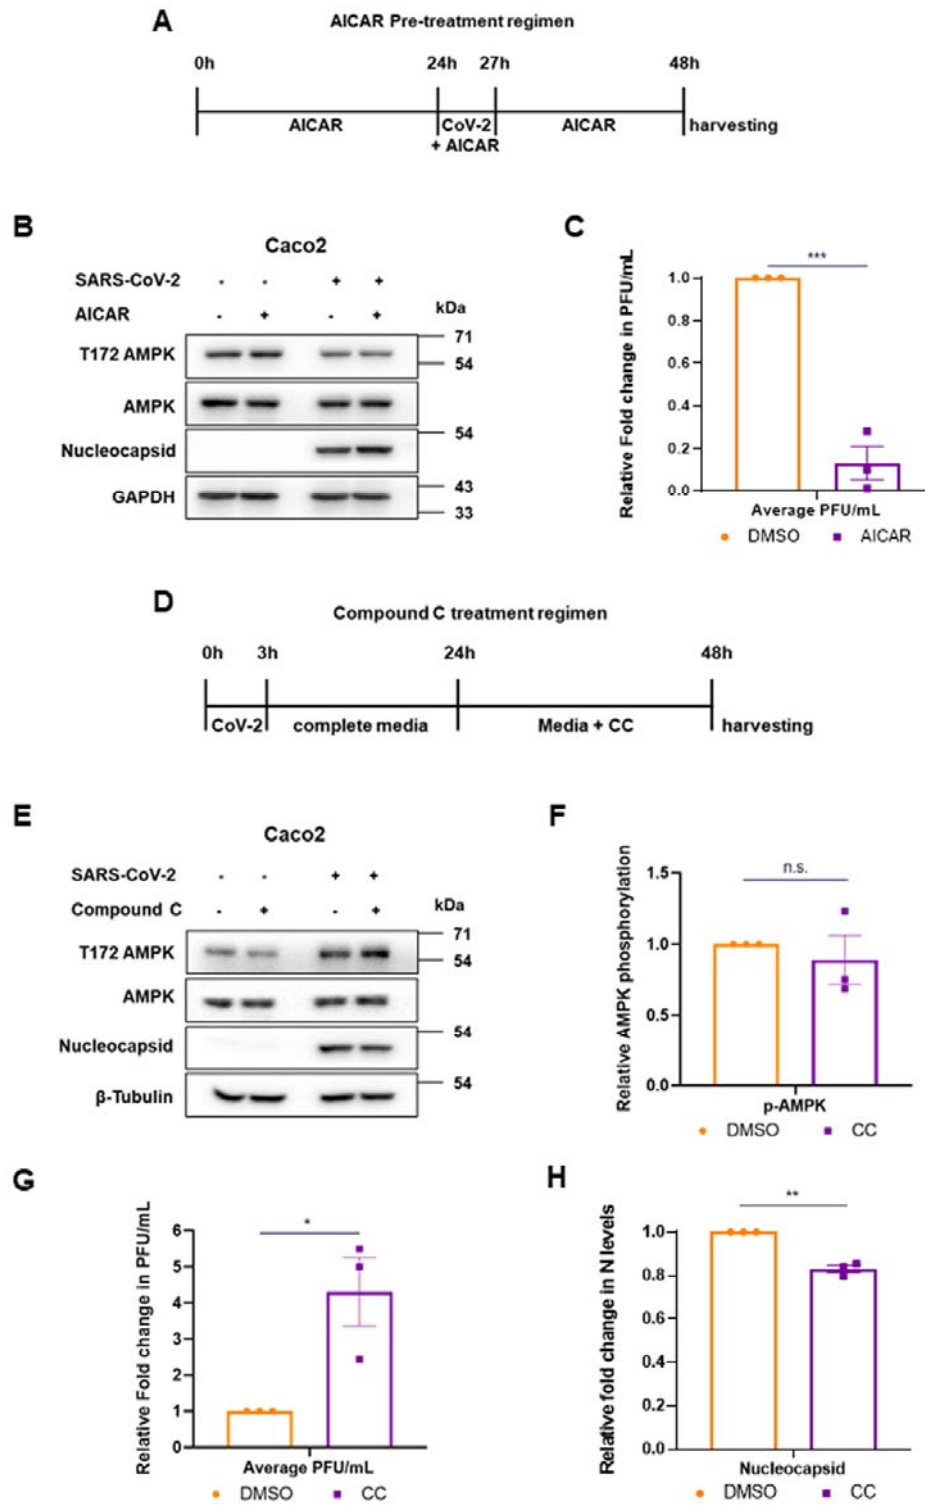 A
AICAR Pre-treatment regimen
0h 24h 27h 48h
AICAR CoV-2 AICAR harvesting
+ AICAR
B
Caco2
SARS-CoV-2 - - + +
AICAR - + - + kDa
T172 AMPK 71
54
AMPK
Nucleocapsid 54
GAPDH 43
33
C
Relative Fold change in PFU/mL
***
1.0
0.8
0.6
0.4
0.2
0.0
Average PFU/mL
DMSO AICAR
D
Compound C treatment regimen
0h 3h 24h 48h
CoV-2 complete media Media + CC harvesting
E
Caco2
SARS-CoV-2 - - + +
Compound C - + - + kDa
T172 AMPK 71
54
AMPK
Nucleocapsid 54
β-Tubulin 54
F
Relative AMPK phosphorylation
n.s.
1.5
1.0
0.5
0.0
p-AMPK
DMSO CC
G
Relative Fold change in PFU/mL
*
6
5
4
3
2
1
0
Average PFU/mL
DMSO CC
H
Relative fold change in N levels
**
1.0
0.8
0.6
0.4
0.2
0.0
Nucleocapsid
DMSO CC